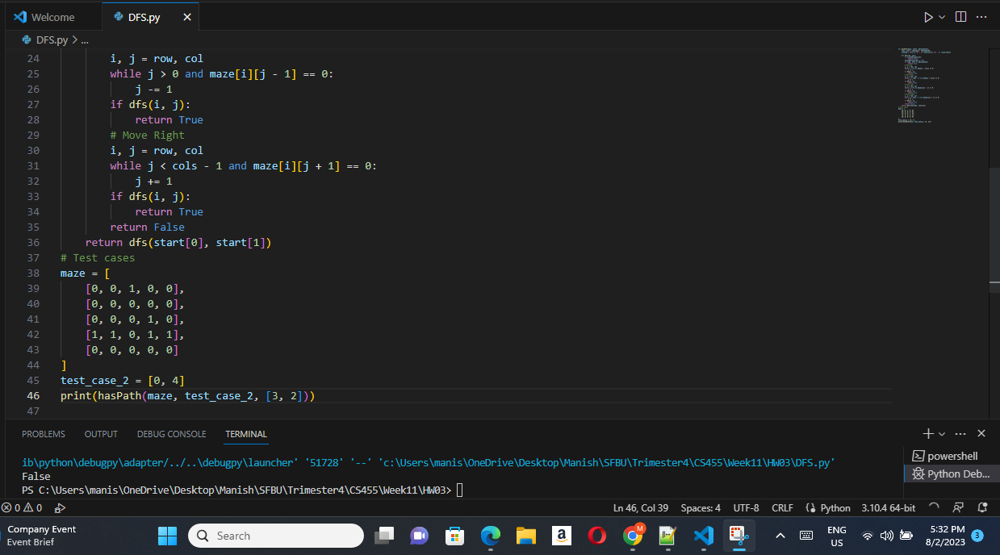 Welcome
DFS.py
DFS.py > ...
24 i, j = row, col
25 while j > 0 and maze[i][j - 1] == 0:
26 j -= 1
27 if dfs(i, j):
28 return True
29 # Move Right
30 i, j = row, col
31 while j < cols - 1 and maze[i][j + 1] == 0:
32 j += 1
33 if dfs(i, j):
34 return True
35 return False
36 return dfs(start[0], start[1])
37 # Test cases
38 maze = [
39 [0, 0, 1, 0, 0],
40 [0, 0, 0, 0, 0],
41 [0, 0, 0, 1, 0],
42 [1, 1, 0, 1, 1],
43 [0, 0, 0, 0, 0]
44 ]
45 test_case_2 = [0, 4]
46 print(hasPath(maze, test_case_2, [3, 2]))
47
PROBLEMS OUTPUT DEBUG CONSOLE TERMINAL
ib\python\debugpy\adapter/../..\debugpy\launcher' '51728' '--' 'c:\Users\manis\OneDrive\Desktop\Manish\SFBU\Trimester4\CS455\Week11\HW03\DFS.py'
False
PS C:\Users\manis\OneDrive\Desktop\Manish\SFBU\Trimester4\CS455\Week11\HW03>
powershell
Python Deb...
0 0 Ln 46, Col 39 Spaces: 4 UTF-8 CRLF Python 3.10.4 64-bit
Company Event
Event Brief
Search
M
ENG
US
5:32 PM
8/2/2023
3